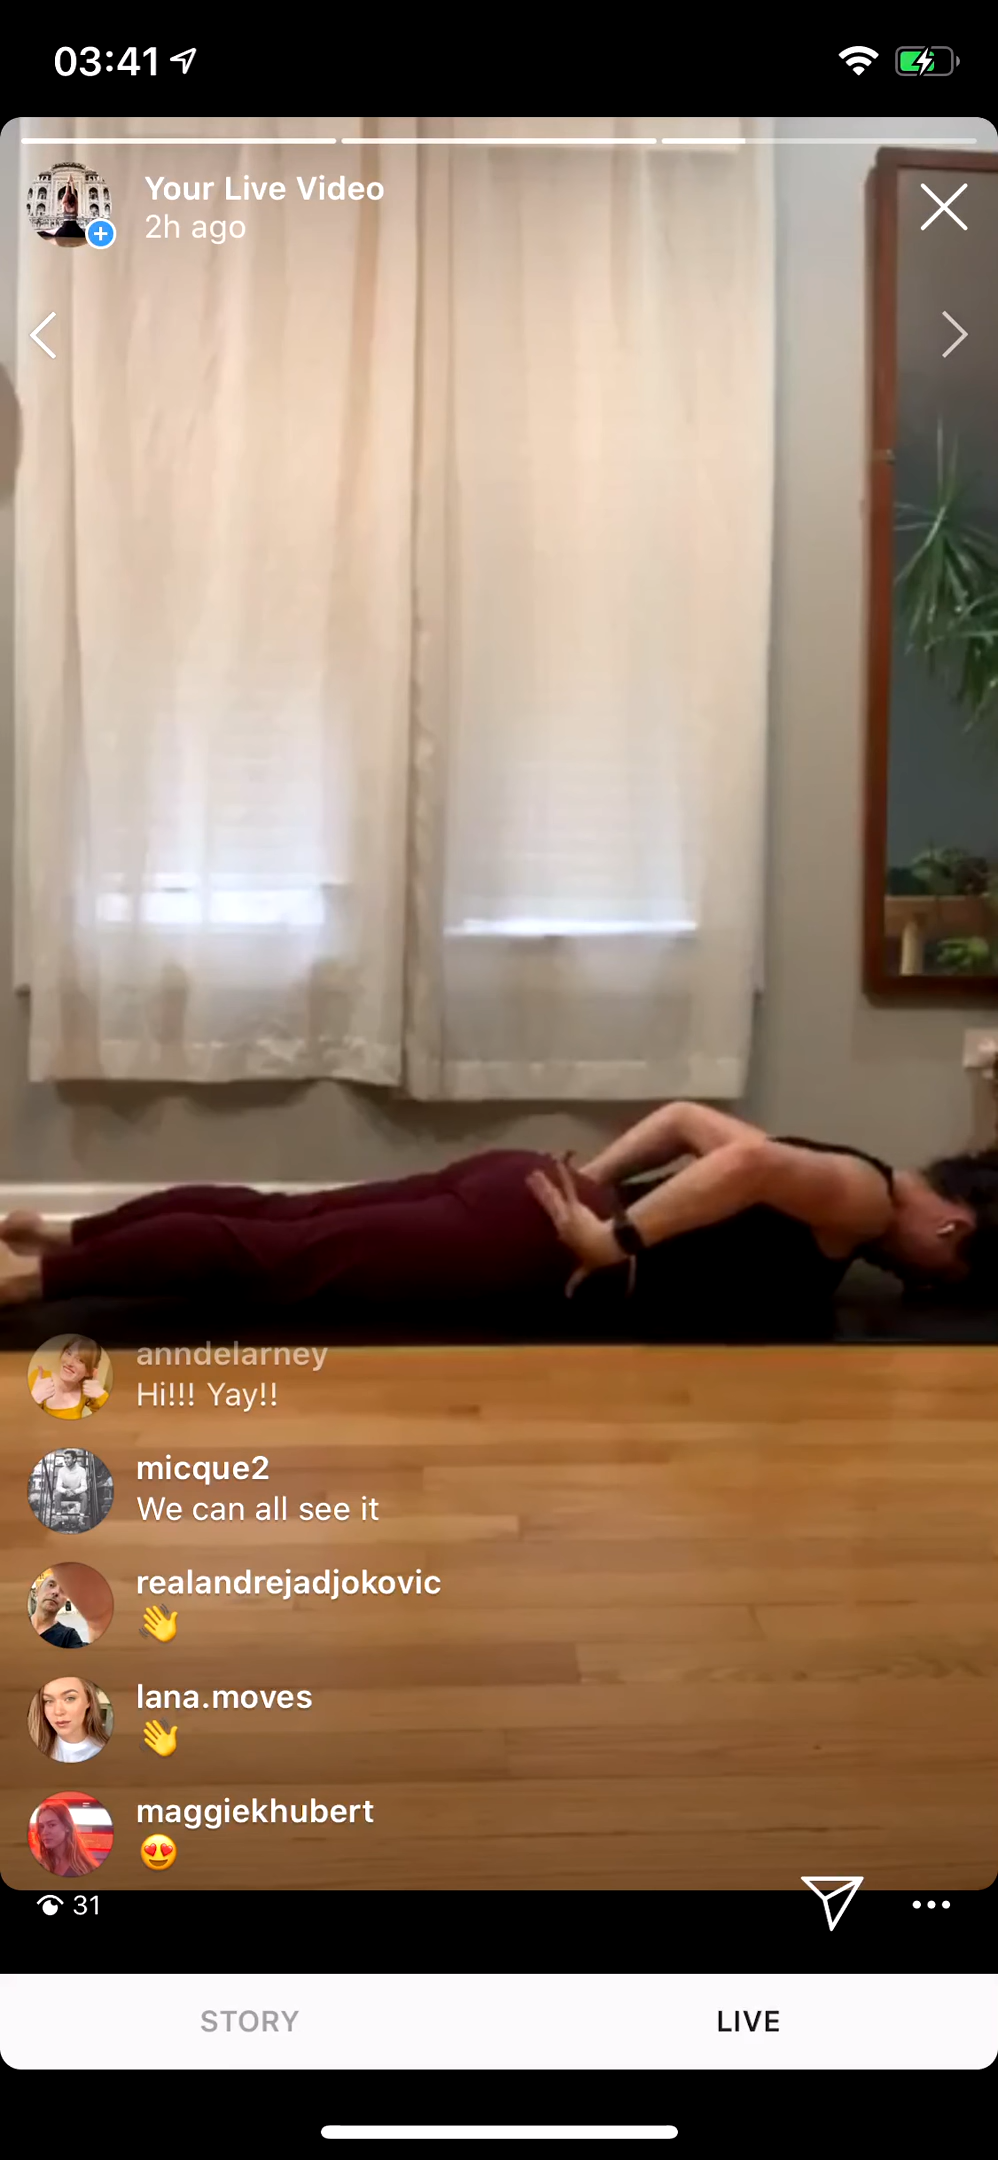 03:41
Your Live Video
2h ago
anndelarney
Hi!!! Yay!!
micque2
We can all see it
realandrejadjokovic
👋
lana.moves
👋
maggiekhubert
😍
31
STORY
LIVE